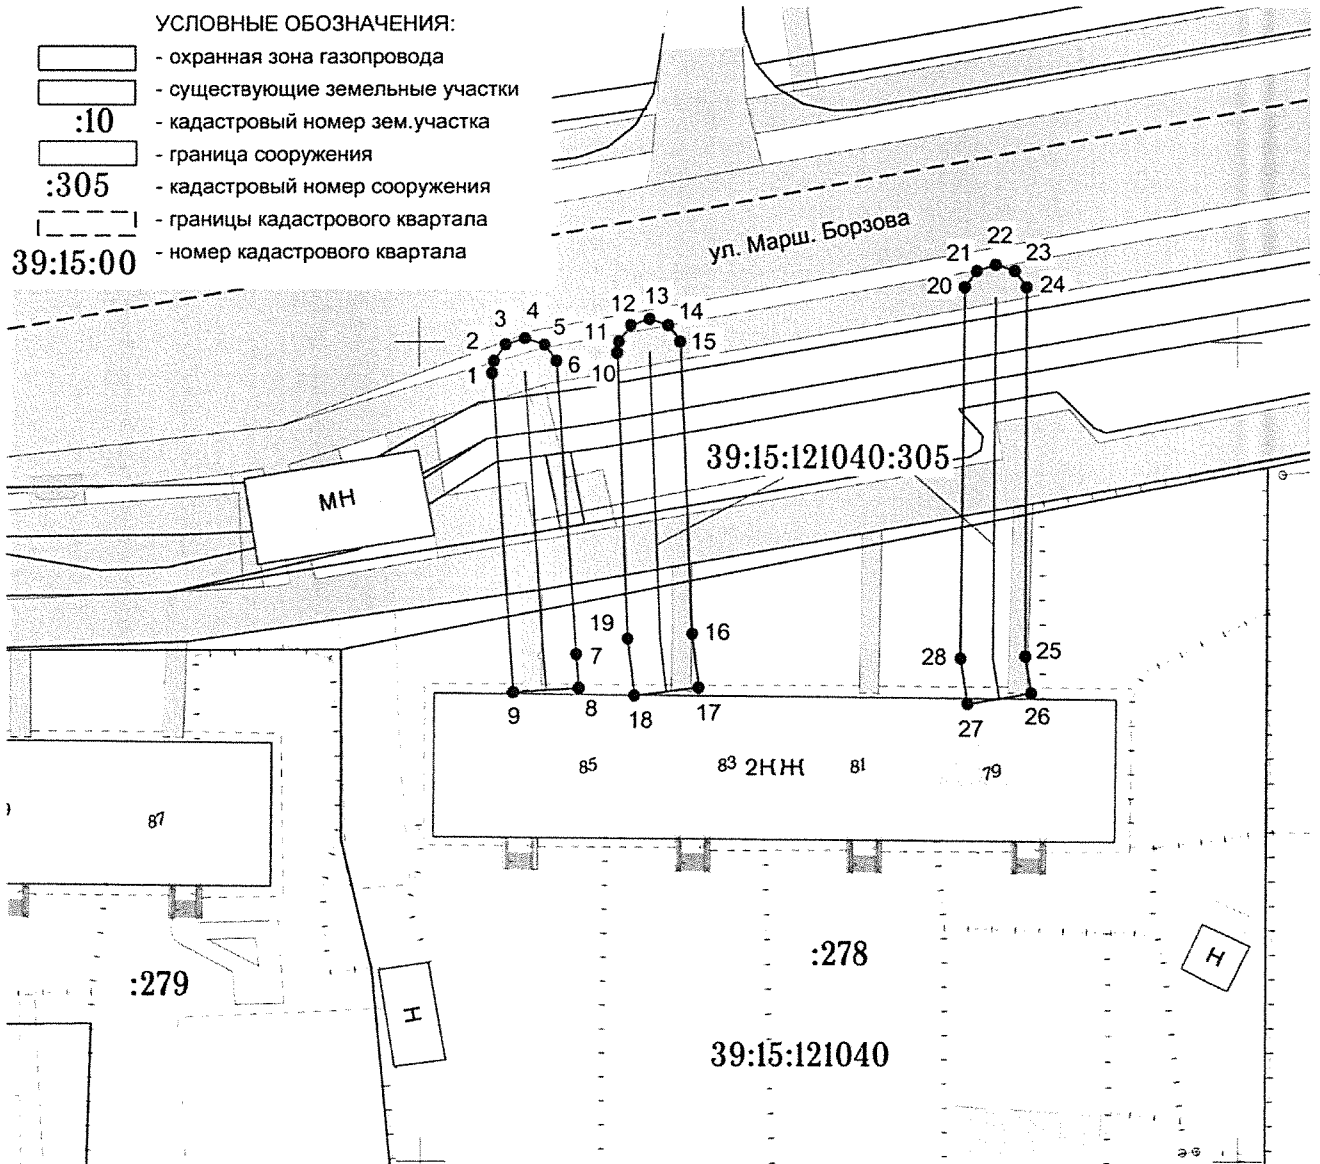 УСЛОВНЫЕ ОБОЗНАЧЕНИЯ:
- охранная зона газопровода
- существующие земельные участки
:10 - кадастровый номер зем.участка
- граница сооружения
:305 - кадастровый номер сооружения
- границы кадастрового квартала
39:15:00 - номер кадастрового квартала
ул. Марш. Борзова
22
21 23
20 24
13
12 14
11 15
10
4
3 5
2 6
1
39:15:121040:305
МН
19 16
7 28 25
9 8 18 17 27 26
85 83 2КЖ 81 79
87
:278
:279
Н
Н
39:15:121040